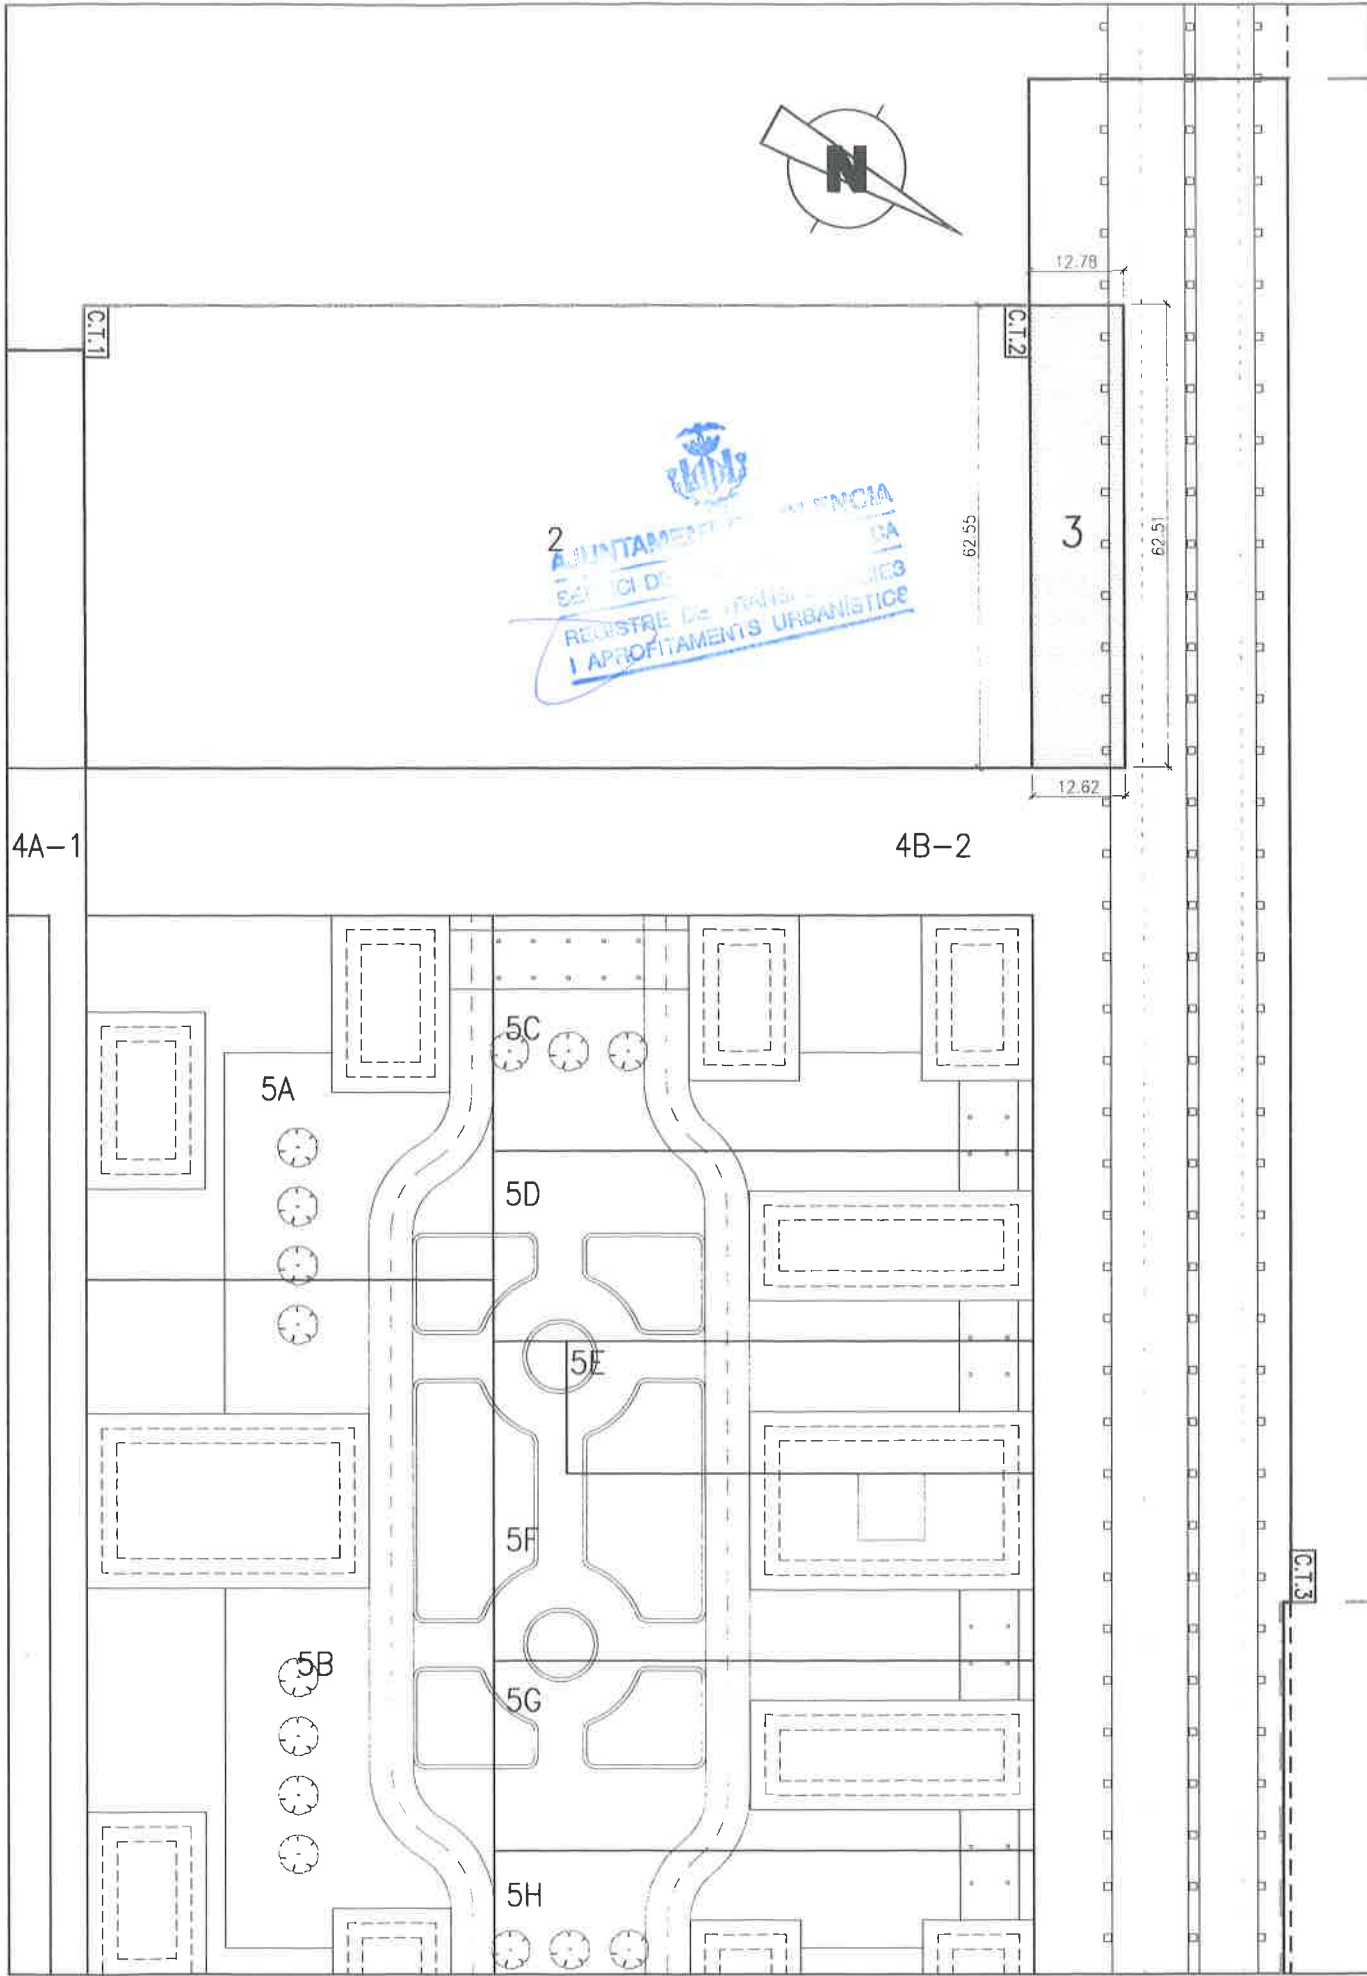 N
12.78
C.T.1
C.T.2
2
62.55
3
62.51
REGISTRE DE
I APROFITAMENTS URBANÍSTICS
12.62
4A-1
4B-2
5C
5A
5D
5E
5F
C.T.3
5B
5G
5H